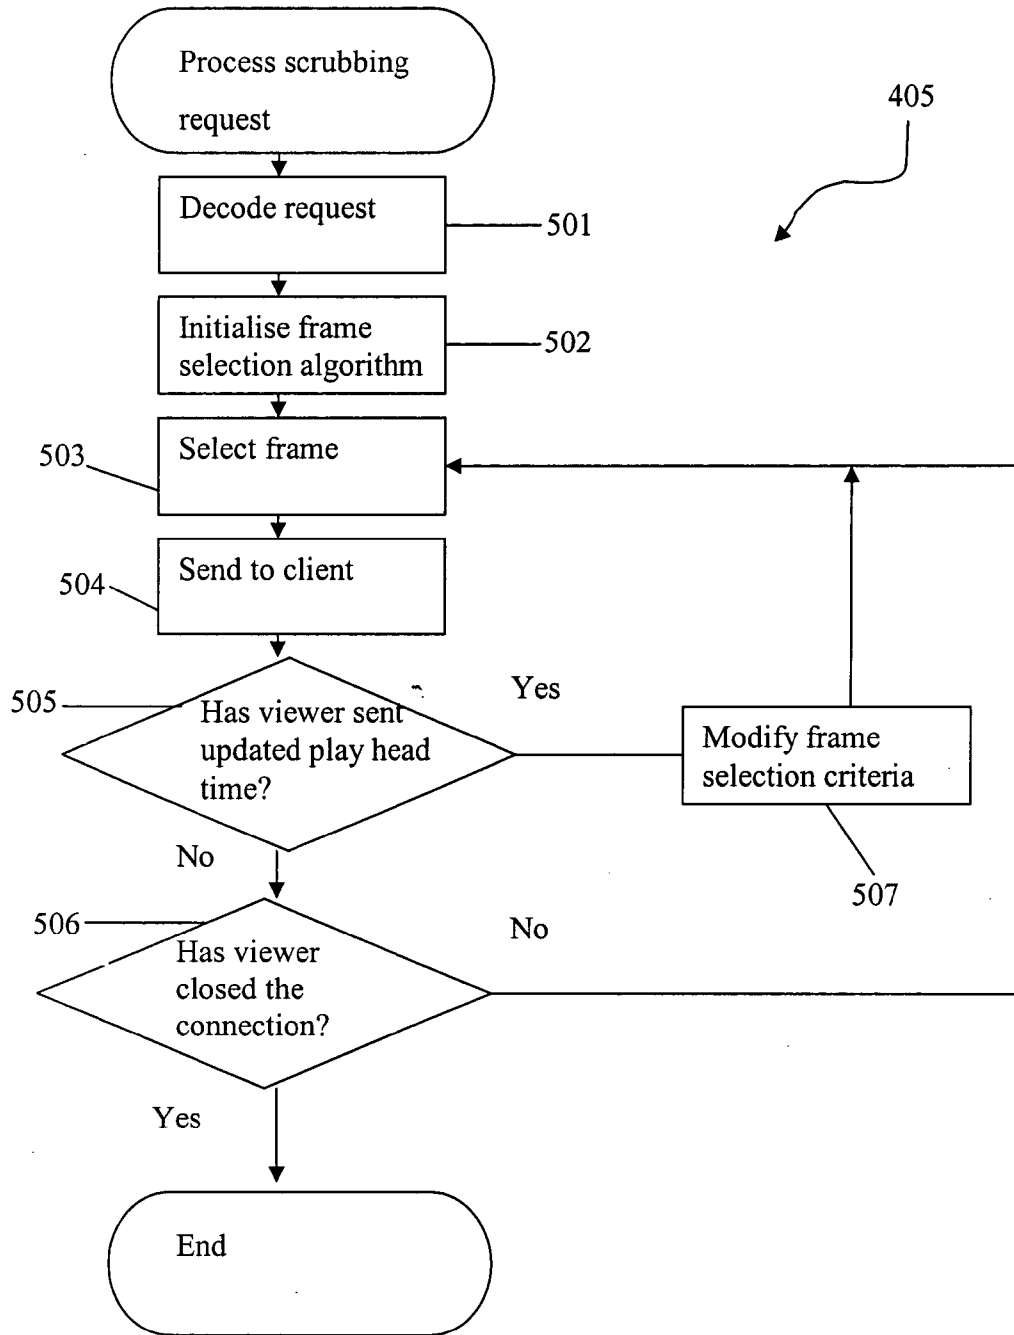 Process scrubbing
request
405
Decode request
501
Initialise frame
selection algorithm
502
Select frame
503
Send to client
504
505
Has viewer sent
updated play head
time?
Yes
Modify frame
selection criteria
507
No
506
Has viewer
closed the
connection?
No
Yes
End